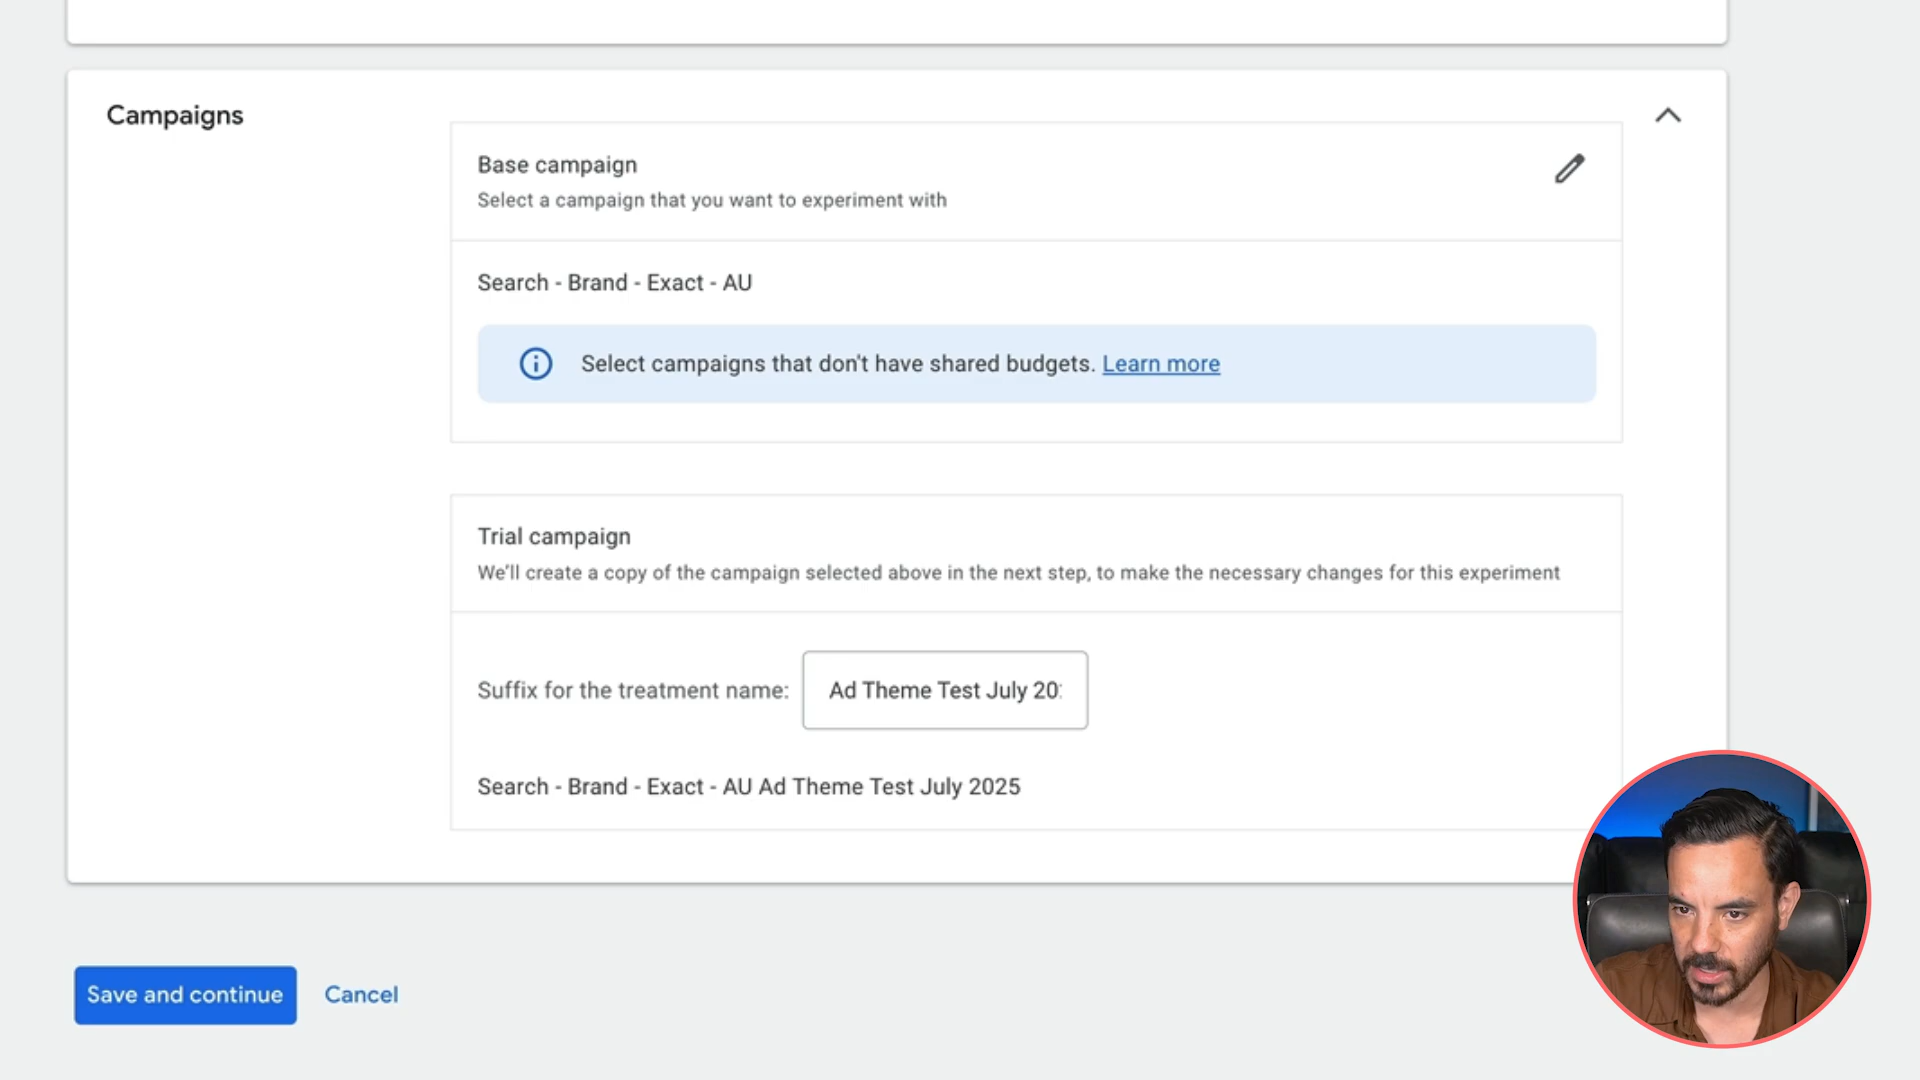 Campaigns
Base campaign
Select a campaign that you want to experiment with
Search - Brand - Exact - AU
Select campaigns that don't have shared budgets. Learn more
Trial campaign
We'll create a copy of the campaign selected above in the next step, to make the necessary changes for this experiment
Suffix for the treatment name: Ad Theme Test July 20
Search - Brand - Exact - AU Ad Theme Test July 2025
Save and continue Cancel